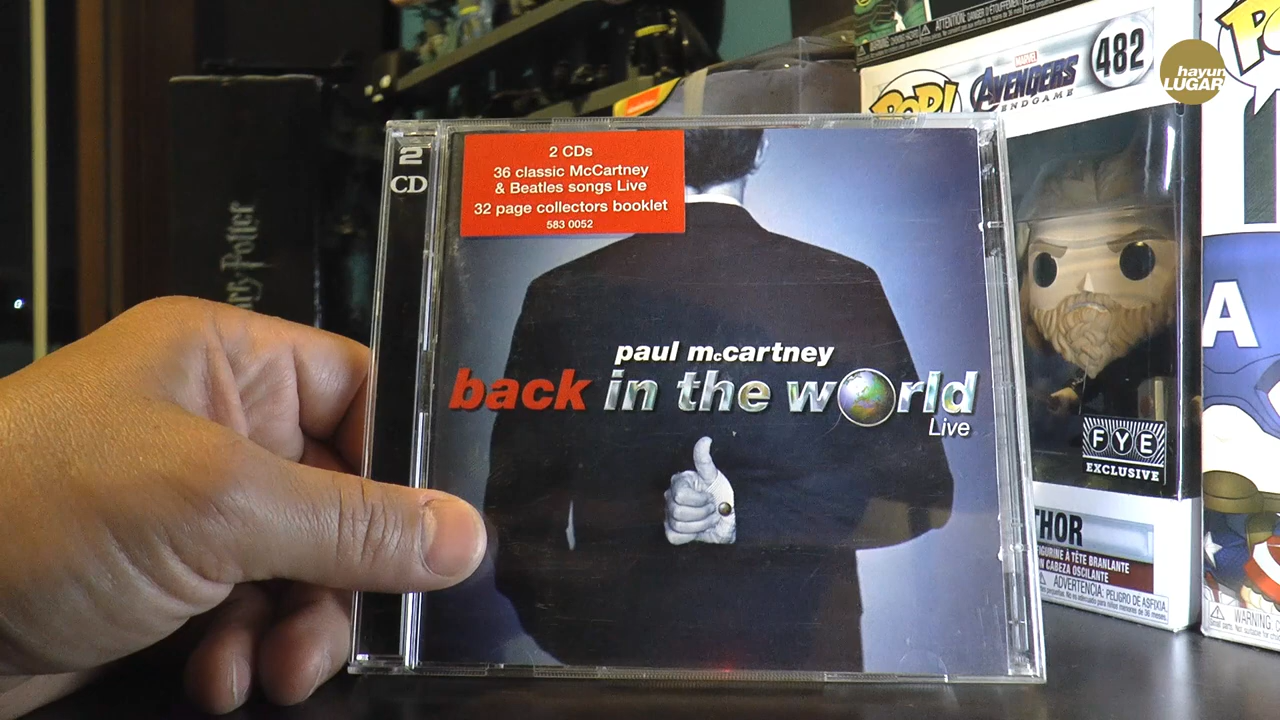 2 CDs
36 classic McCartney
& Beatles songs Live
32 page collectors booklet
583 0052
2
CD
paul mccartney
back in the world
Live
POP!
MARVEL
AVENGERS
ENDGAME
482
hayun
LUGAR
FYE
EXCLUSIVE
THOR
FIGURINE À TÊTE BRANLANTE
CABEZA OSCILANTE
ADVERTENCIA: PELIGRO DE ASFIXIA.
WARNING
A